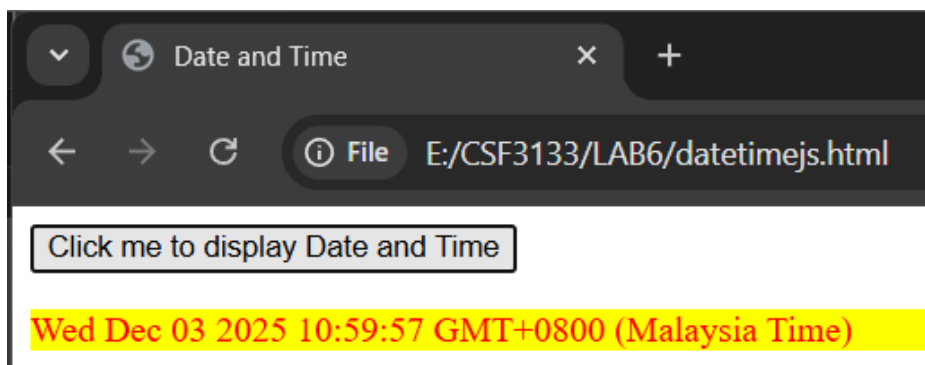 Date and Time
File E:/CSF3133/LAB6/datetimejs.html
Click me to display Date and Time
Wed Dec 03 2025 10:59:57 GMT+0800 (Malaysia Time)